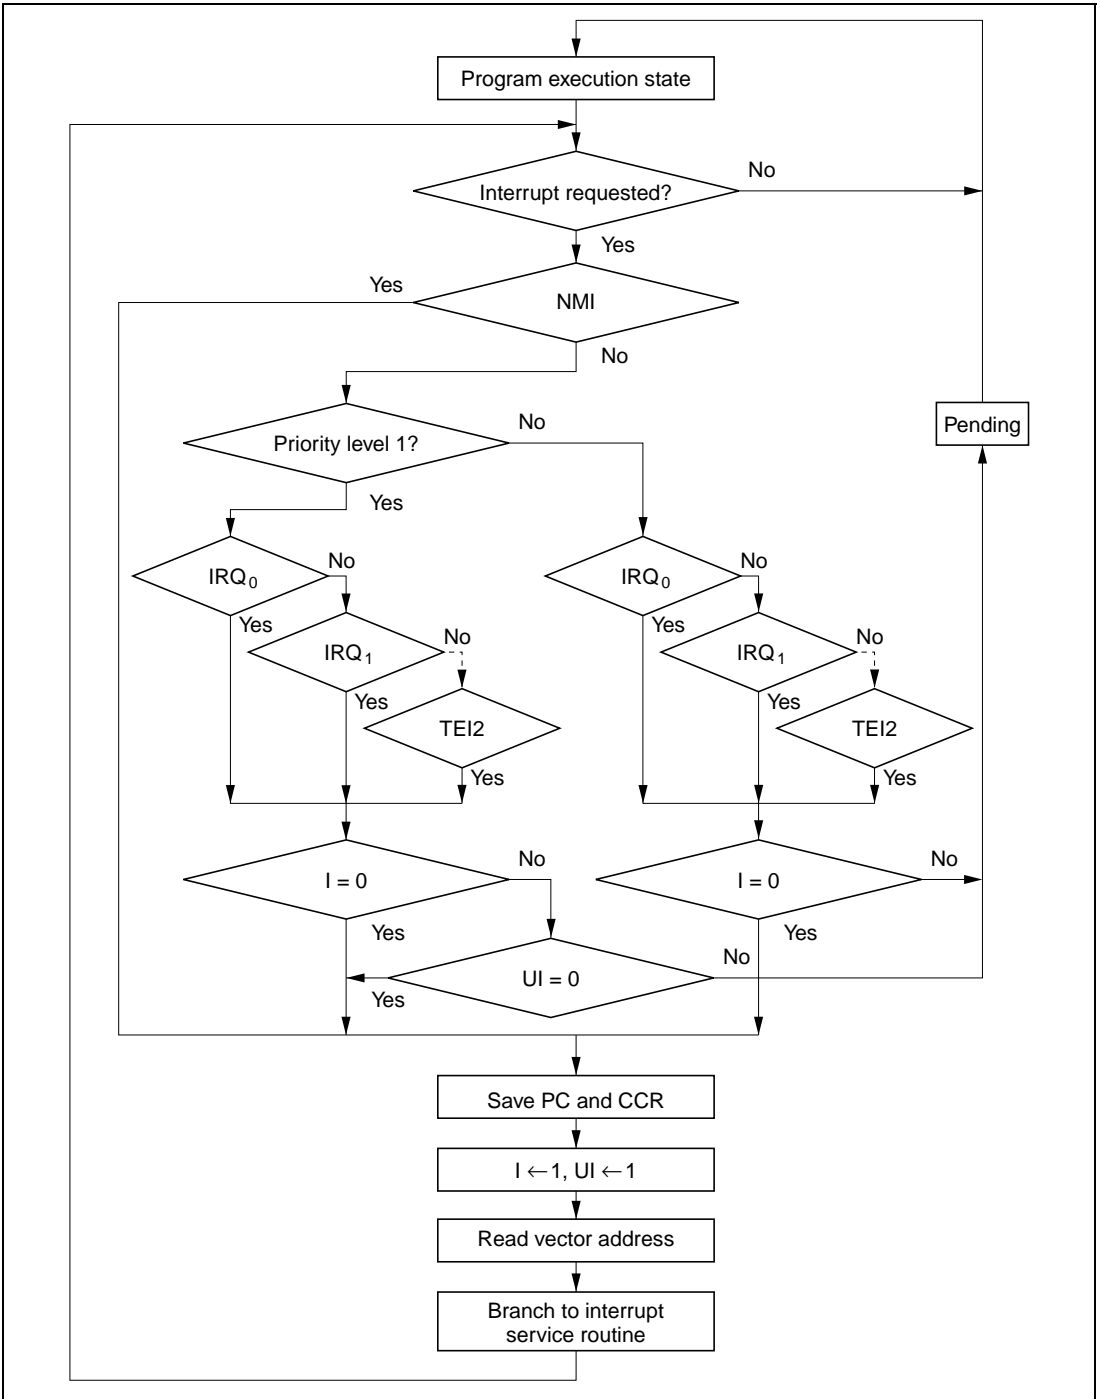 Program execution state
Interrupt requested?
No
Yes
NMI
Yes
No
Priority level 1?
No
Yes
Pending
IRQ0
No
Yes
IRQ1
No
Yes
TEI2
Yes
IRQ0
No
Yes
IRQ1
No
Yes
TEI2
Yes
I = 0
No
Yes
I = 0
No
Yes
UI = 0
No
Yes
Save PC and CCR
I ← 1, UI ← 1
Read vector address
Branch to interrupt
service routine